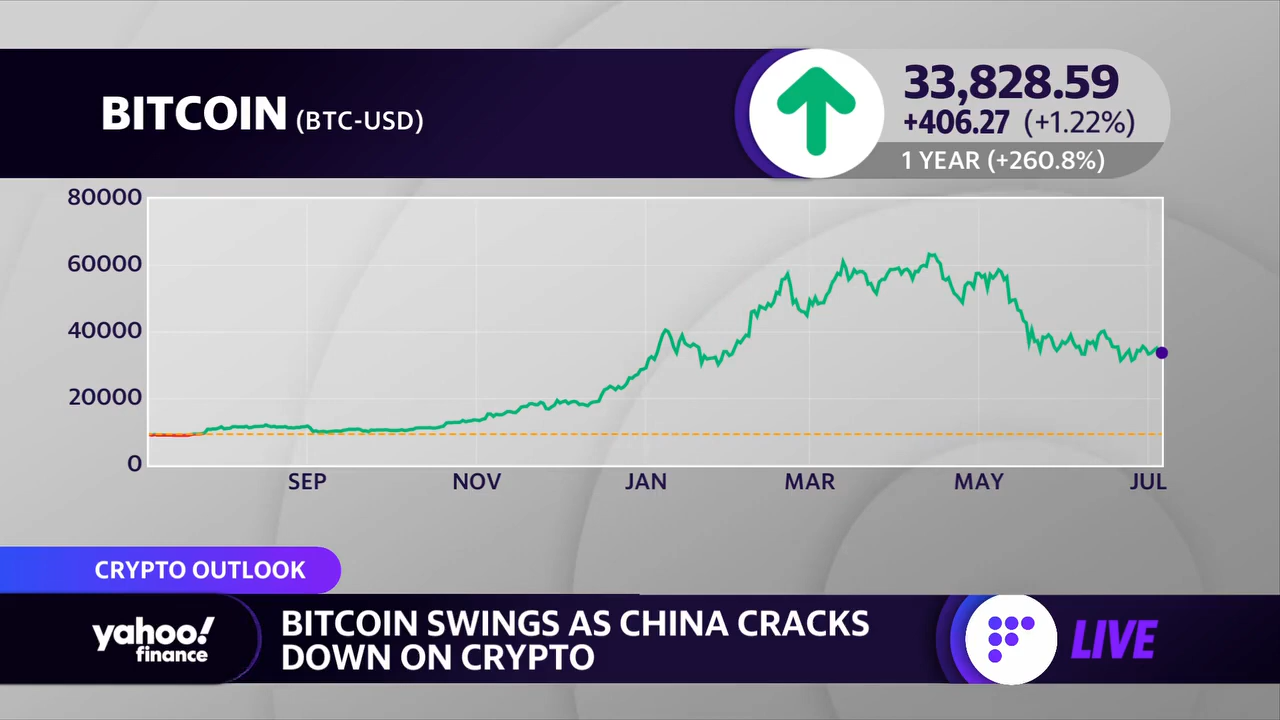 BITCOIN (BTC-USD)
33,828.59
+406.27 (+1.22%)
1 YEAR (+260.8%)
80000
60000
40000
20000
0
SEP NOV JAN MAR MAY JUL
CRYPTO OUTLOOK
yahoo!
finance
BITCOIN SWINGS AS CHINA CRACKS
DOWN ON CRYPTO
LIVE